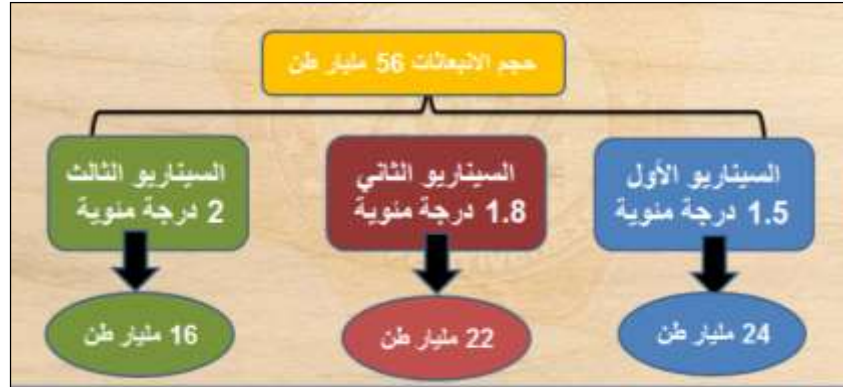 حجم الانبعاثات 56 مليار طن
السيناريو الأول
1.5 درجة مئوية
السيناريو الثاني
1.8 درجة مئوية
السيناريو الثالث
2 درجة مئوية
24 مليار طن
22 مليار طن
16 مليار طن